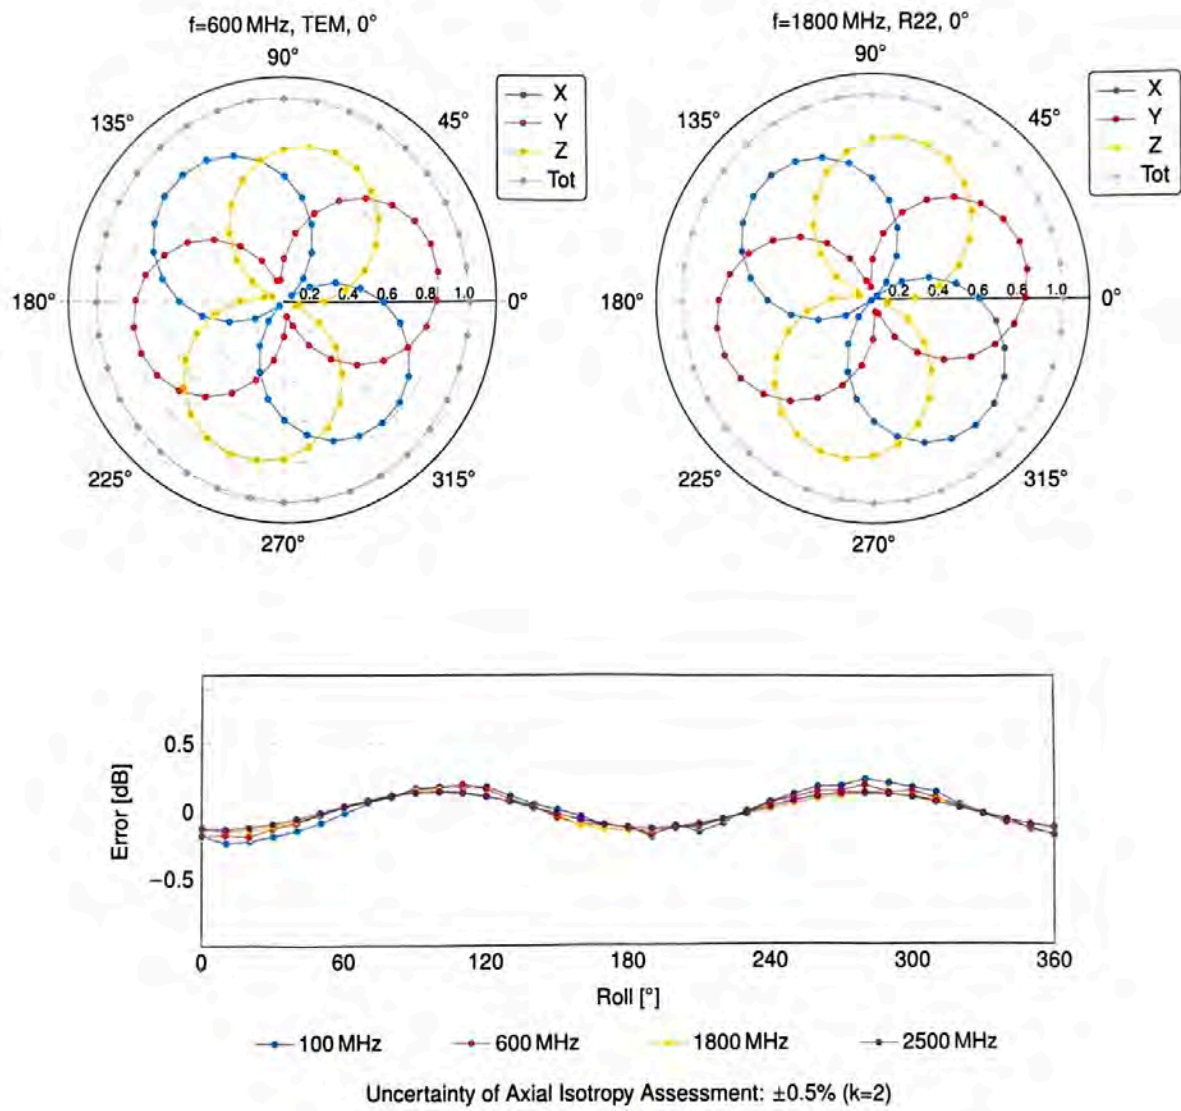 f=600 MHz, TEM, 0°
90°
135°
45°
X
Y
Z
Tot
180°
0.2
0.4
0.6
0.8
1.0
0°
225°
315°
270°
f=1800 MHz, R22, 0°
90°
135°
45°
X
Y
Z
Tot
180°
0.2
0.4
0.6
0.8
1.0
0°
225°
315°
270°
Error [dB]
0.5
0
−0.5
0
60
120
180
240
300
360
Roll [°]
100 MHz
600 MHz
1800 MHz
2500 MHz
Uncertainty of Axial Isotropy Assessment: ±0.5% (k=2)